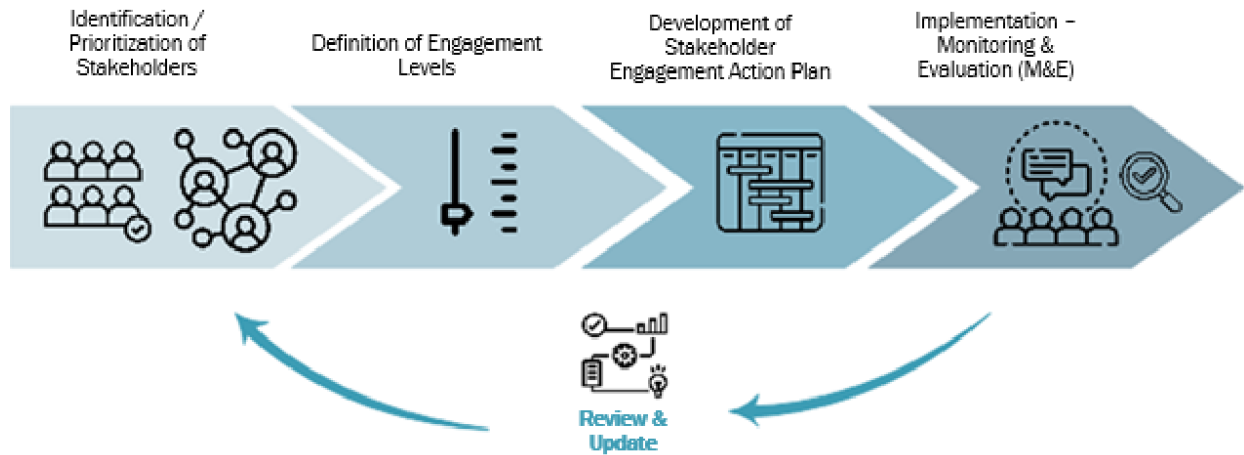 Identification /
Prioritization of
Stakeholders
Definition of Engagement
Levels
Development of
Stakeholder
Engagement Action Plan
Implementation –
Monitoring &
Evaluation (M&E)
Review &
Update